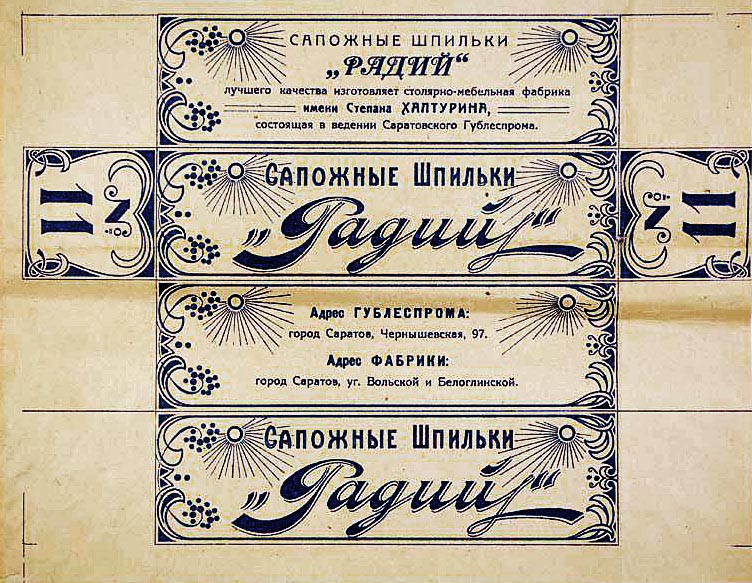 САПОЖНЫЕ ШПИЛЬКИ
„РАДИЙ“
лучшего качества изготовляет столярно-мебельная фабрика
имени Степана ХАЛТУРИНА,
состоящая в ведении Саратовского Гублеспрома.
№ 11
САПОЖНЫЕ ШПИЛЬКИ
„Радий“
№ 11
Адрес ГУБЛЕСПРОМА:
город Саратов, Чернышевская, 97.
Адрес ФАБРИКИ:
город Саратов, уг. Вольской и Белоглинской.
САПОЖНЫЕ ШПИЛЬКИ
„Радий“